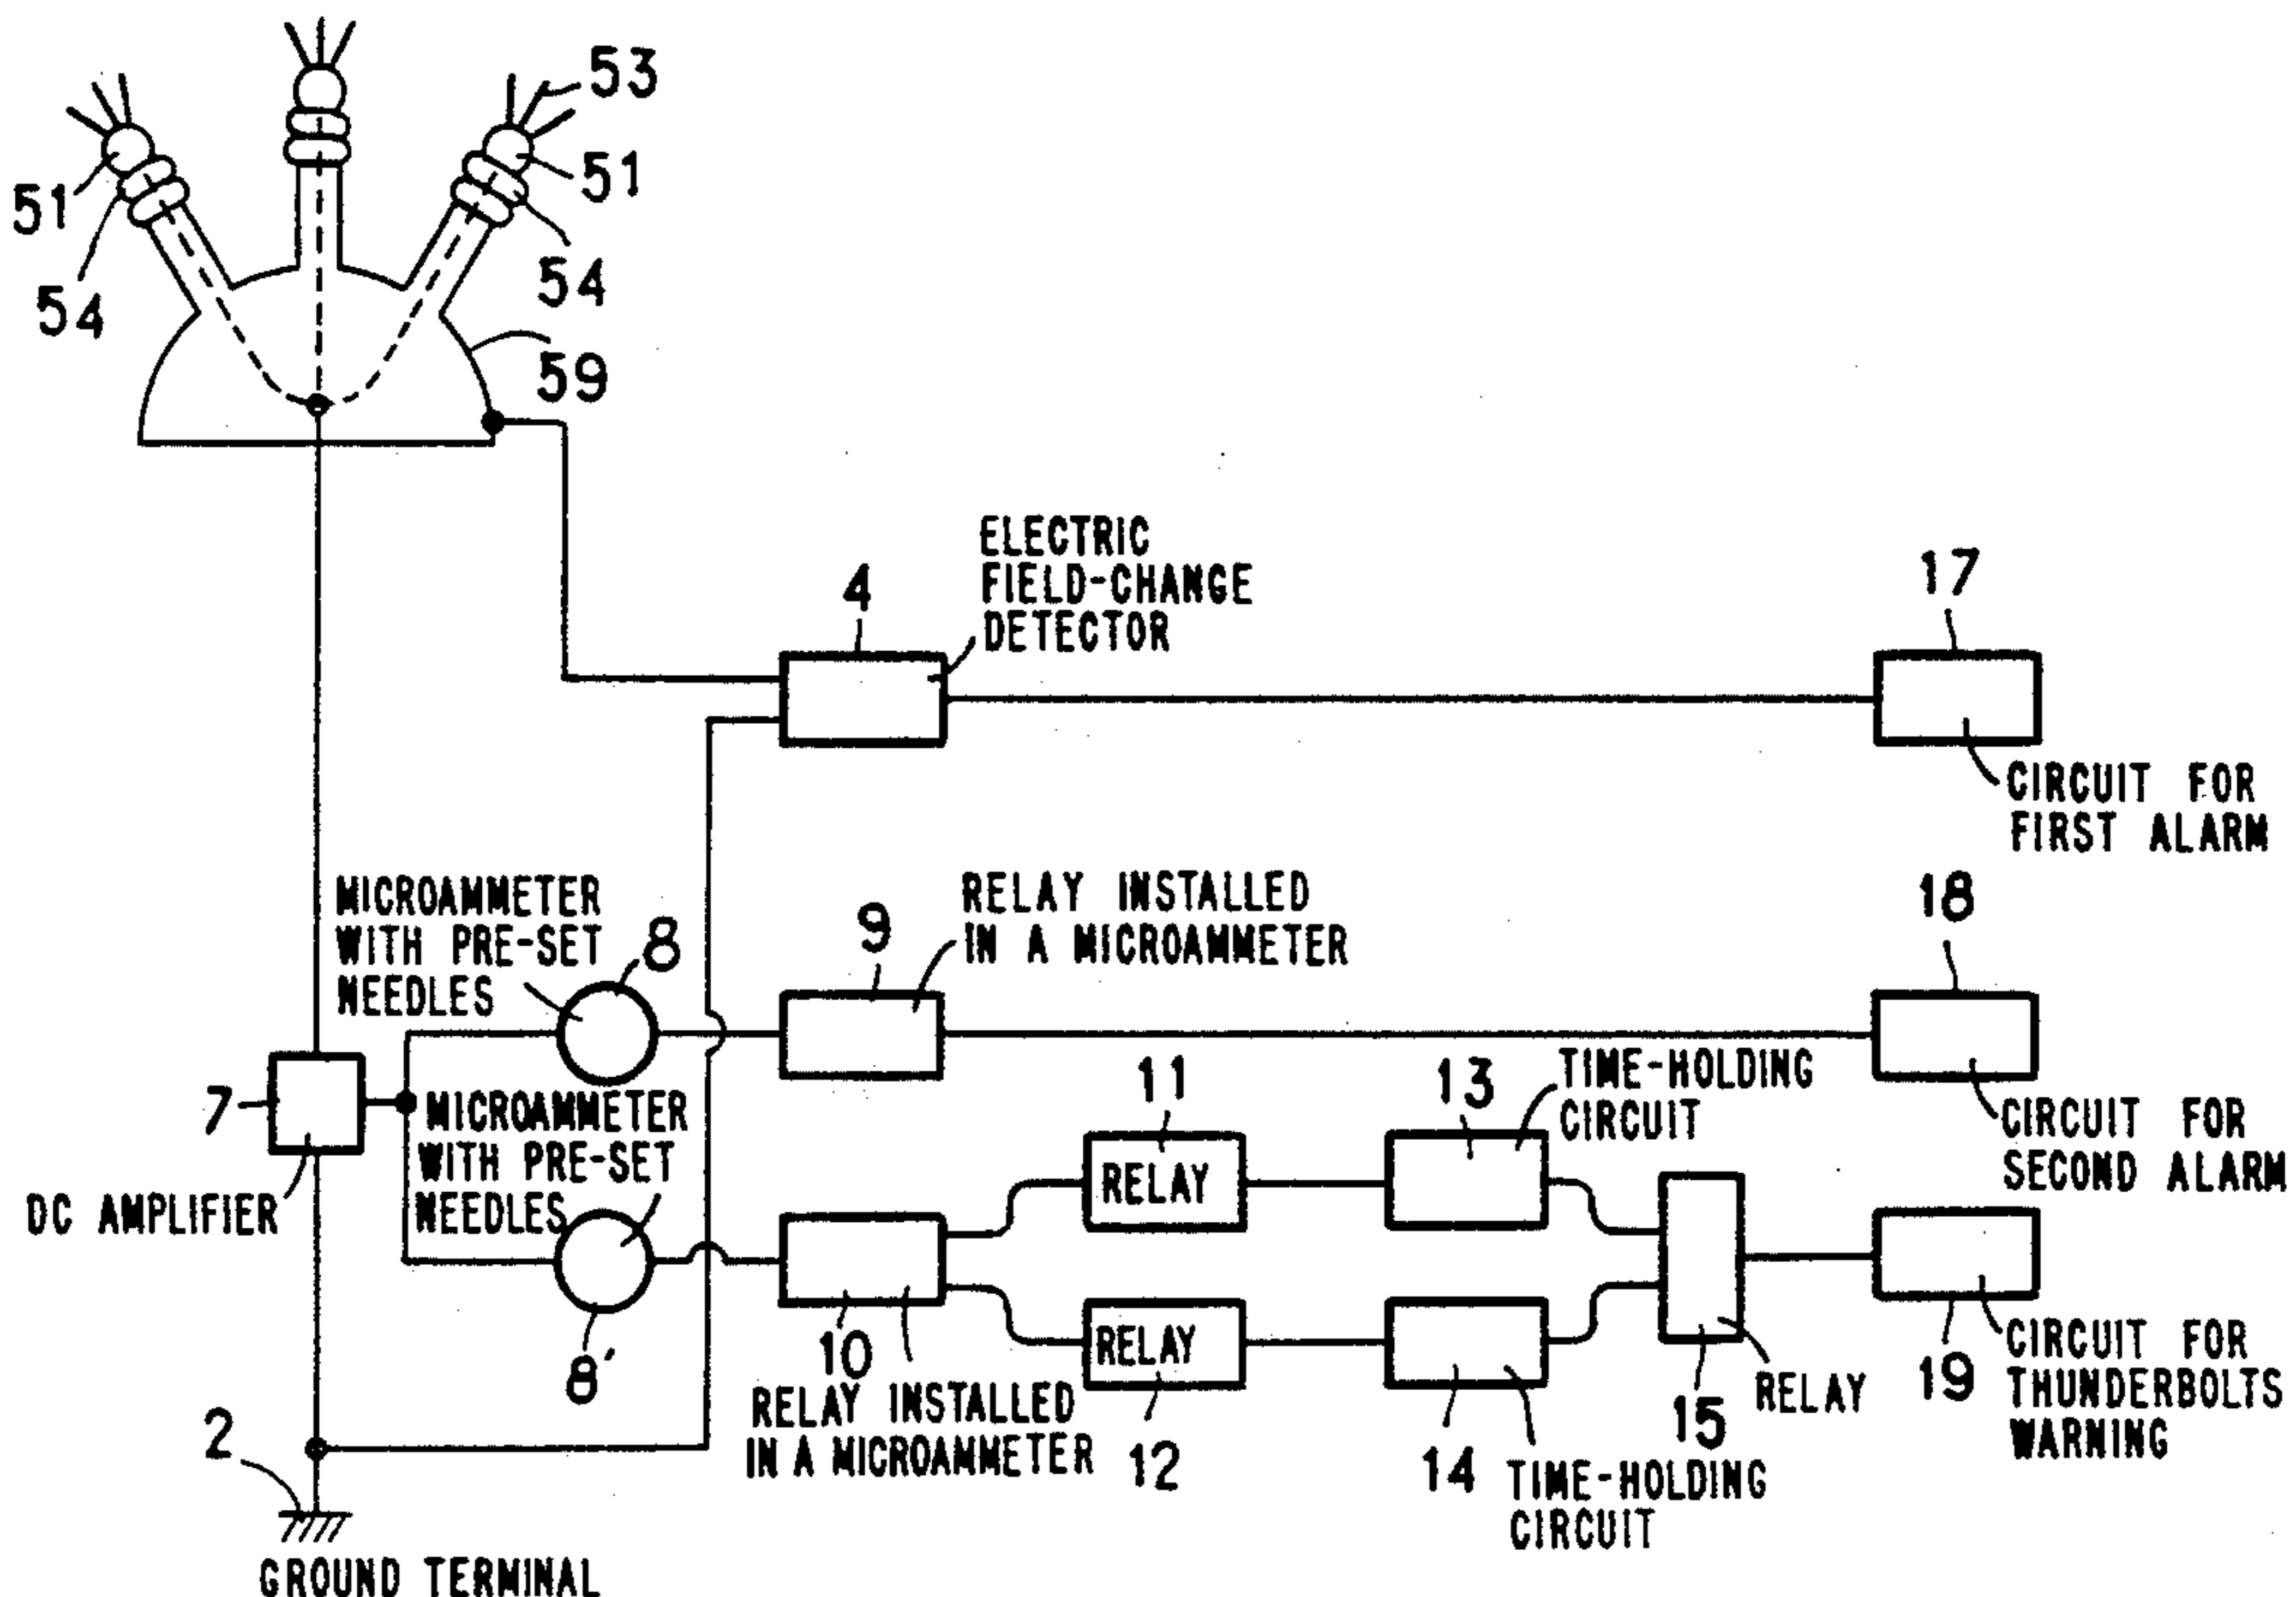 53
51
51
54
54
59
ELECTRIC
FIELD-CHANGE
DETECTOR
4
17
CIRCUIT FOR
FIRST ALARM
MICROAMMETER
WITH PRE-SET
NEEDLES
8
9
RELAY INSTALLED
IN A MICROAMMETER
18
CIRCUIT FOR
SECOND ALARM
7
DC AMPLIFIER
MICROAMMETER
WITH PRE-SET
NEEDLES
8'
10
RELAY INSTALLED
IN A MICROAMMETER
11
RELAY
13
TIME-HOLDING
CIRCUIT
RELAY
12
14
TIME-HOLDING
CIRCUIT
15
RELAY
19
CIRCUIT FOR
THUNDERBOLTS
WARNING
2
GROUND TERMINAL